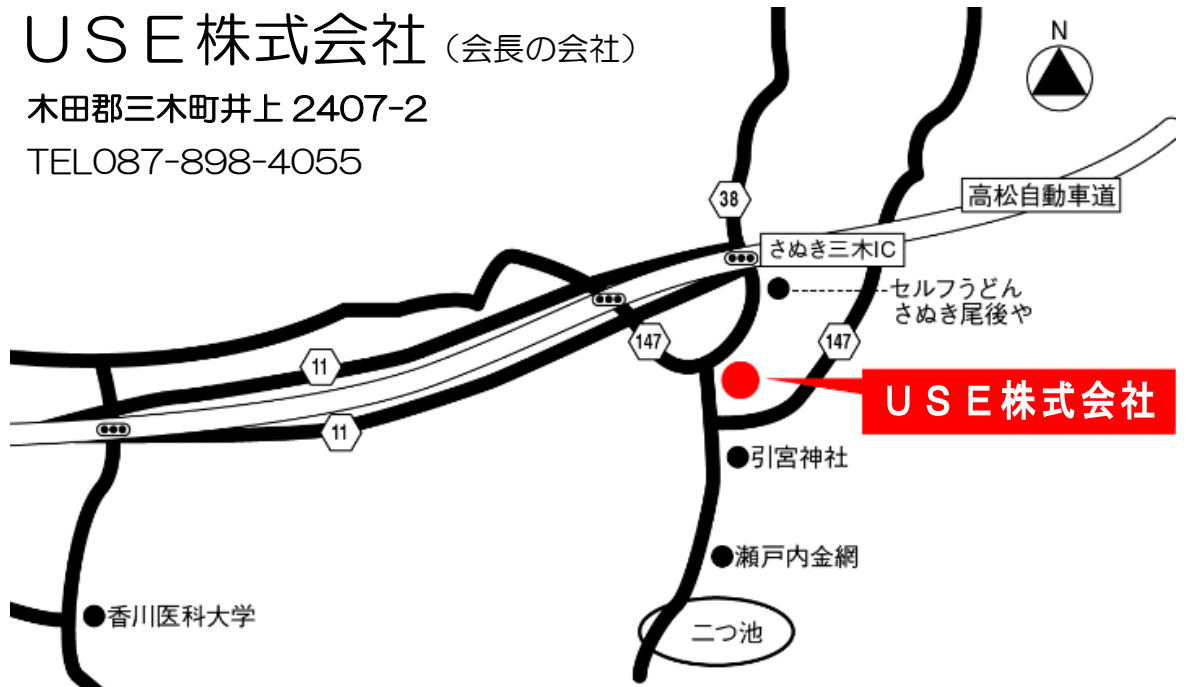 ＵＳＥ株式会社（会長の会社）
木田郡三木町井上 2407-2
TEL087-898-4055
N
38
高松自動車道
さぬき三木IC
セルフうどん
さぬき尾後や
147
147
11
11
ＵＳＥ株式会社
引宮神社
瀬戸内金網
香川医科大学
二つ池